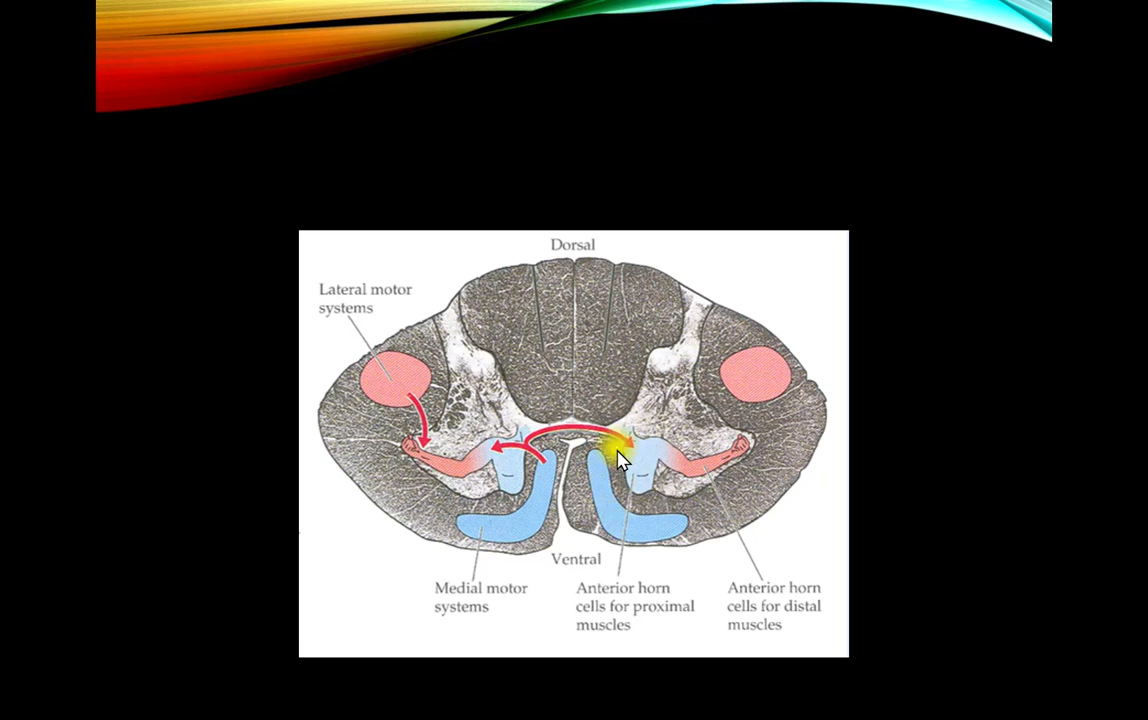 Dorsal
Lateral motor
systems
Ventral
Medial motor
systems
Anterior horn
cells for proximal
muscles
Anterior horn
cells for distal
muscles